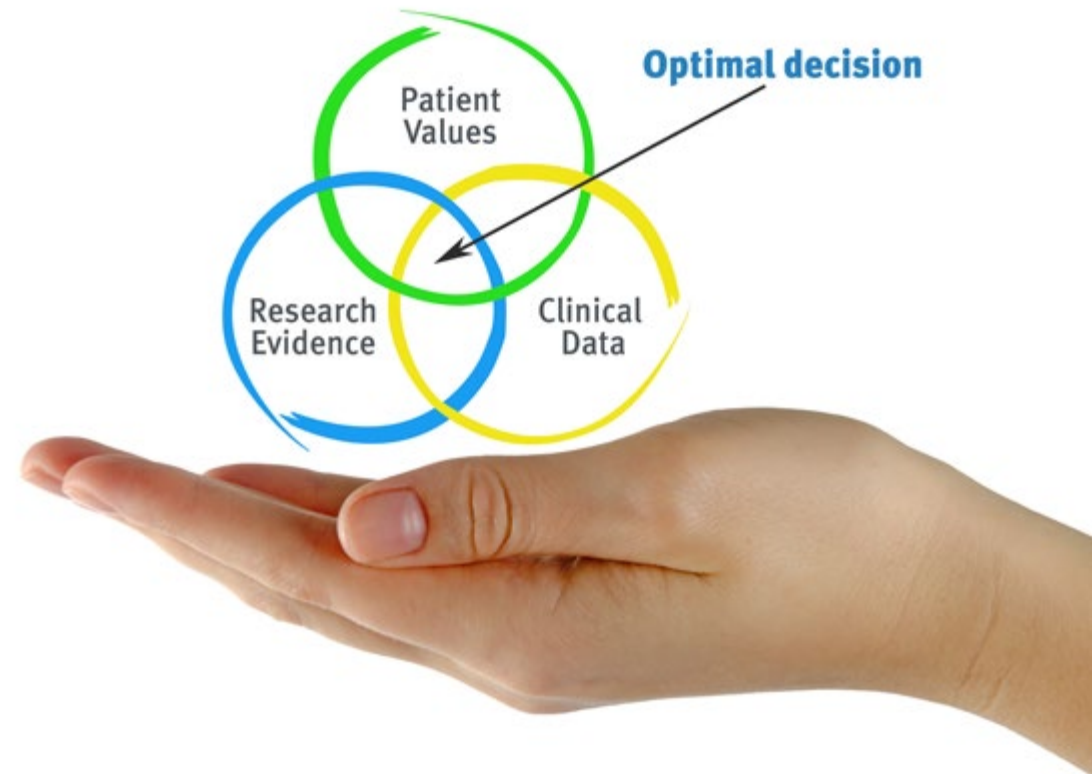 Optimal decision
Patient
Values
Research
Evidence
Clinical
Data